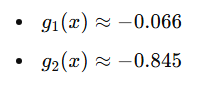 • g₁(x) ≈ −0.066
• g₂(x) ≈ −0.845